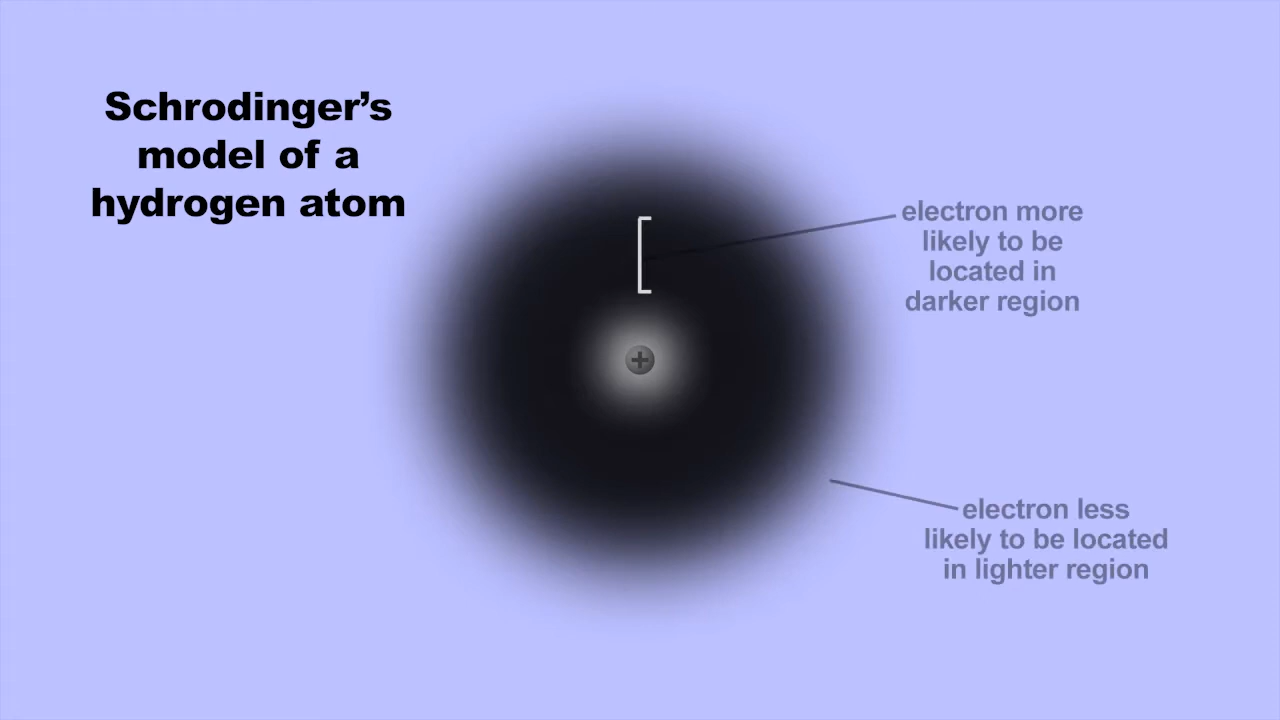 Schrodinger’s
model of a
hydrogen atom
electron more
likely to be
located in
darker region
+
electron less
likely to be located
in lighter region